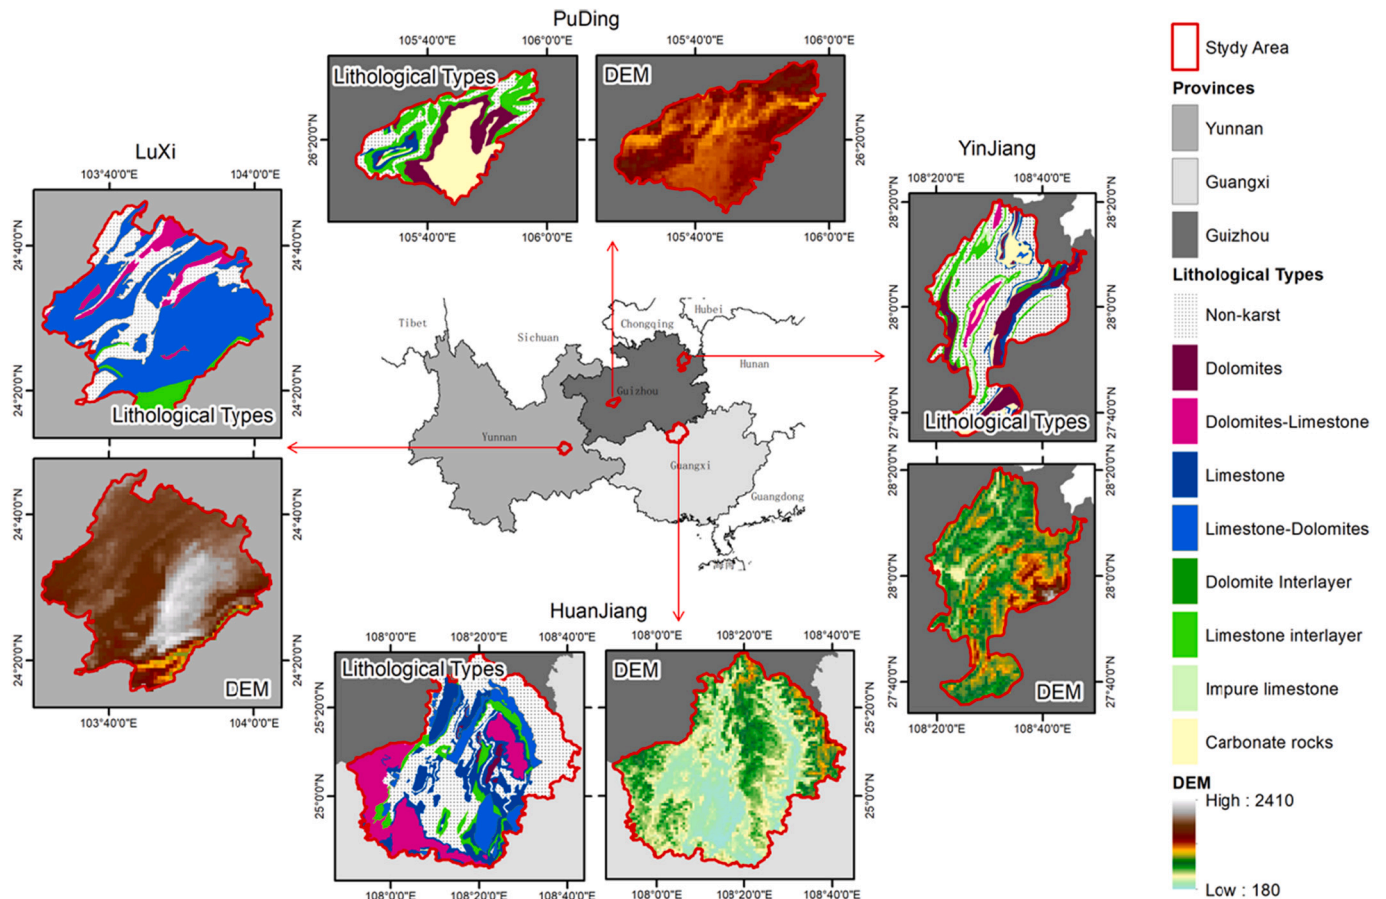 PuDing
105°40'0"E
106°0'0"E
105°40'0"E
106°0'0"E
Lithological Types
DEM
26°20'0"N
26°20'0"N
105°40'0"E
106°0'0"E
105°40'0"E
106°0'0"E
LuXi
103°40'0"E
104°0'0"E
24°40'0"N
24°40'0"N
24°20'0"N
24°20'0"N
Lithological Types
24°40'0"N
24°40'0"N
24°20'0"N
24°20'0"N
DEM
103°40'0"E
104°0'0"E
Tibet
Sichuan
Chongqing
Hubei
Hunan
Guizhou
Yunnan
Guangxi
Guangdong
YinJiang
108°20'0"E
108°40'0"E
28°20'0"N
28°20'0"N
28°0'0"N
28°0'0"N
27°40'0"N
27°40'0"N
Lithological Types
28°20'0"N
28°20'0"N
28°0'0"N
28°0'0"N
27°40'0"N
27°40'0"N
DEM
108°20'0"E
108°40'0"E
HuanJiang
108°0'0"E
108°20'0"E
108°40'0"E
108°0'0"E
108°20'0"E
108°40'0"E
Lithological Types
DEM
25°20'0"N
25°20'0"N
25°0'0"N
25°0'0"N
108°0'0"E
108°20'0"E
108°40'0"E
108°0'0"E
108°20'0"E
108°40'0"E
Stydy Area
Provinces
Yunnan
Guangxi
Guizhou
Lithological Types
Non-karst
Dolomites
Dolomites-Limestone
Limestone
Limestone-Dolomites
Dolomite Interlayer
Limestone interlayer
Impure limestone
Carbonate rocks
DEM
High : 2410
Low : 180